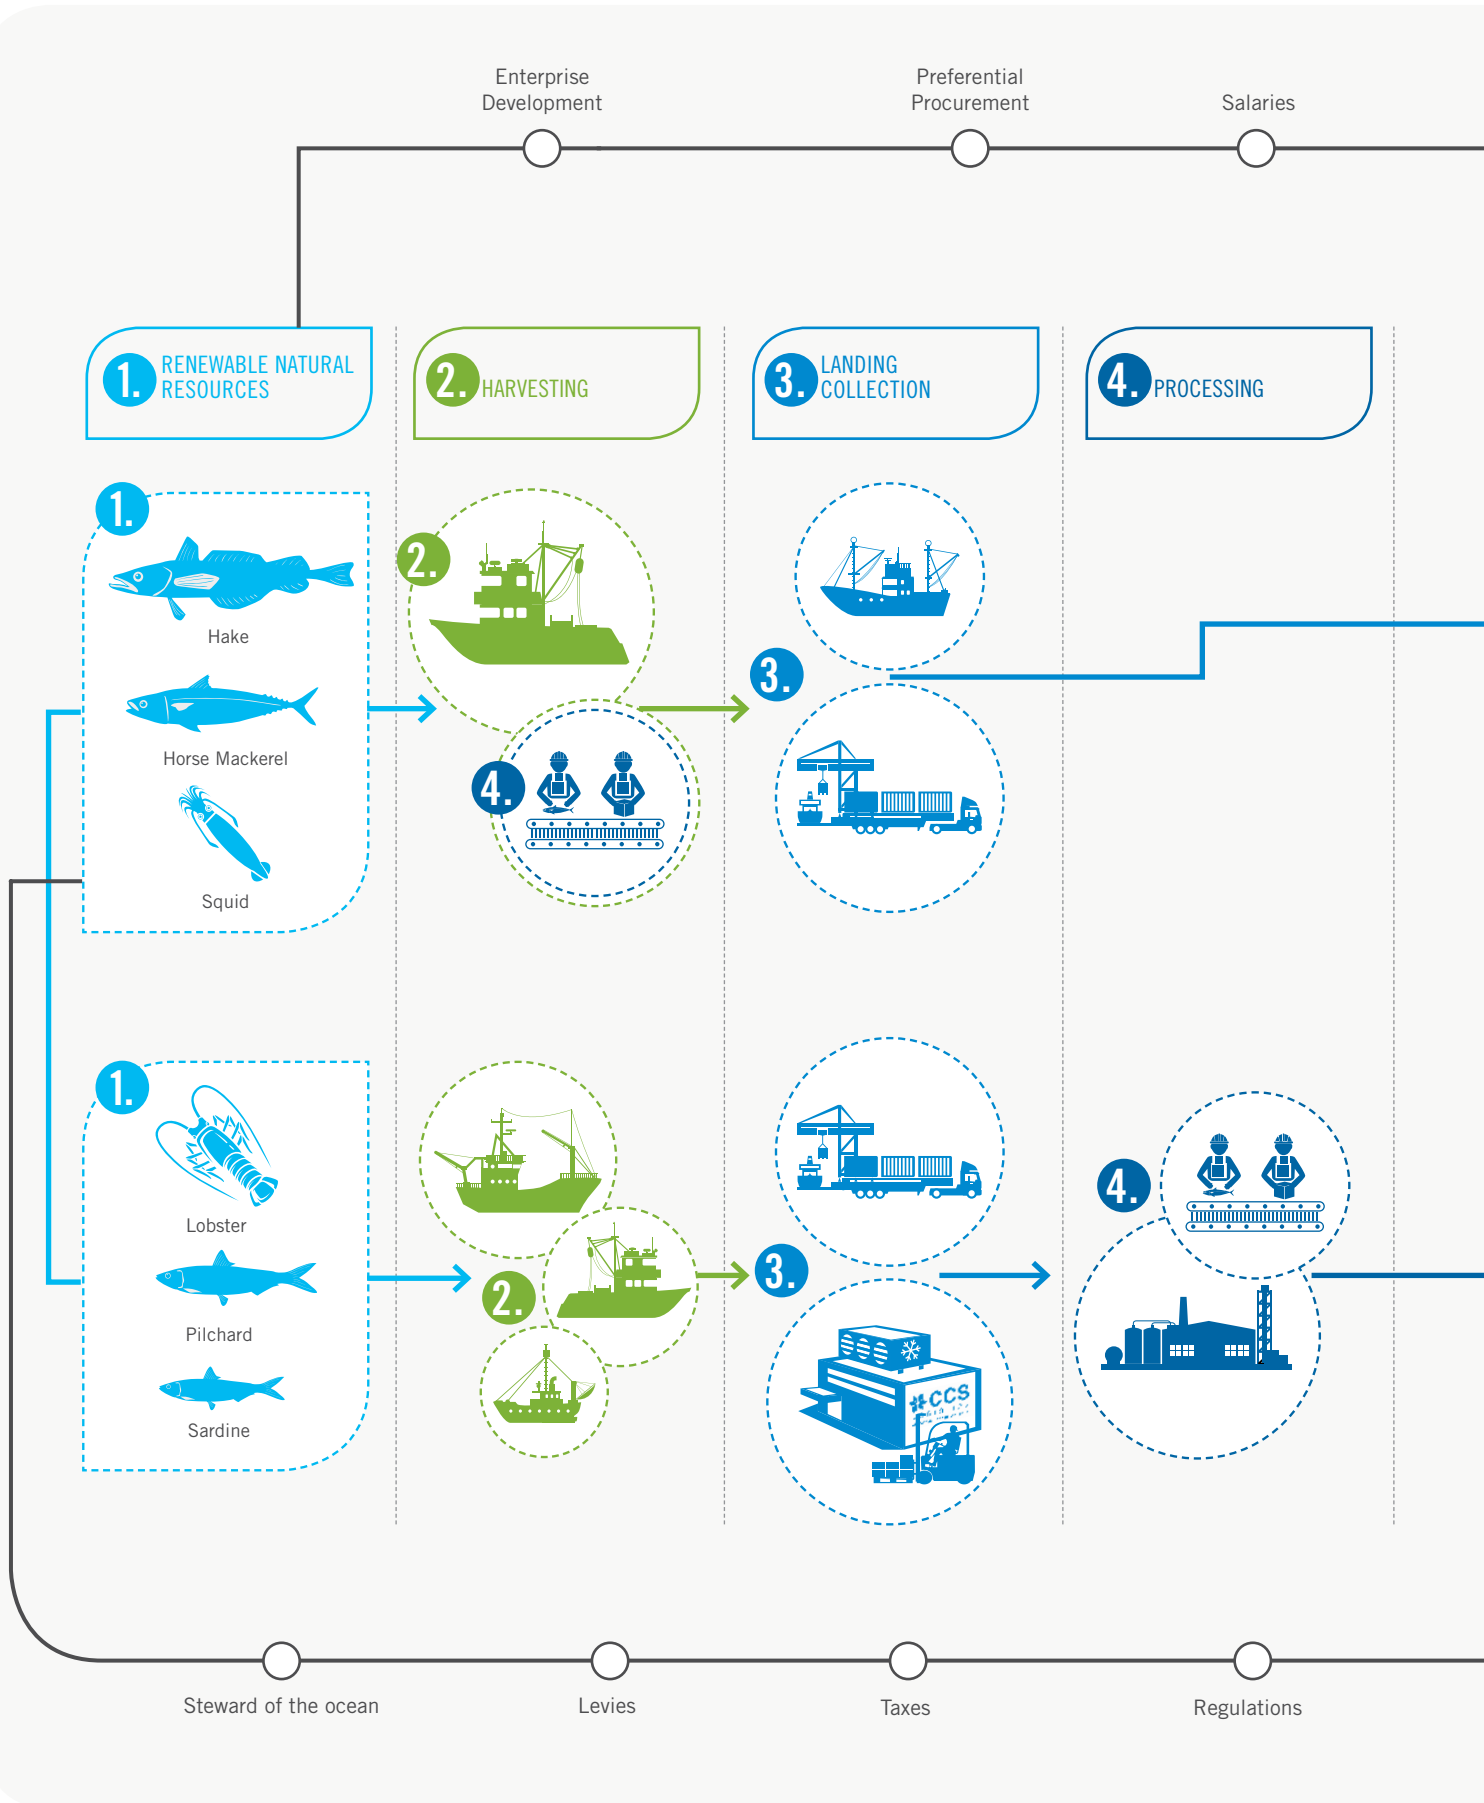 Enterprise
Development
Preferential
Procurement
Salaries
1. RENEWABLE NATURAL
RESOURCES
2. HARVESTING
3. LANDING
COLLECTION
4. PROCESSING
1.
Hake
Horse Mackerel
Squid
2.
4.
3.
1.
Lobster
Pilchard
Sardine
2.
3.
CCS
4.
Steward of the ocean
Levies
Taxes
Regulations